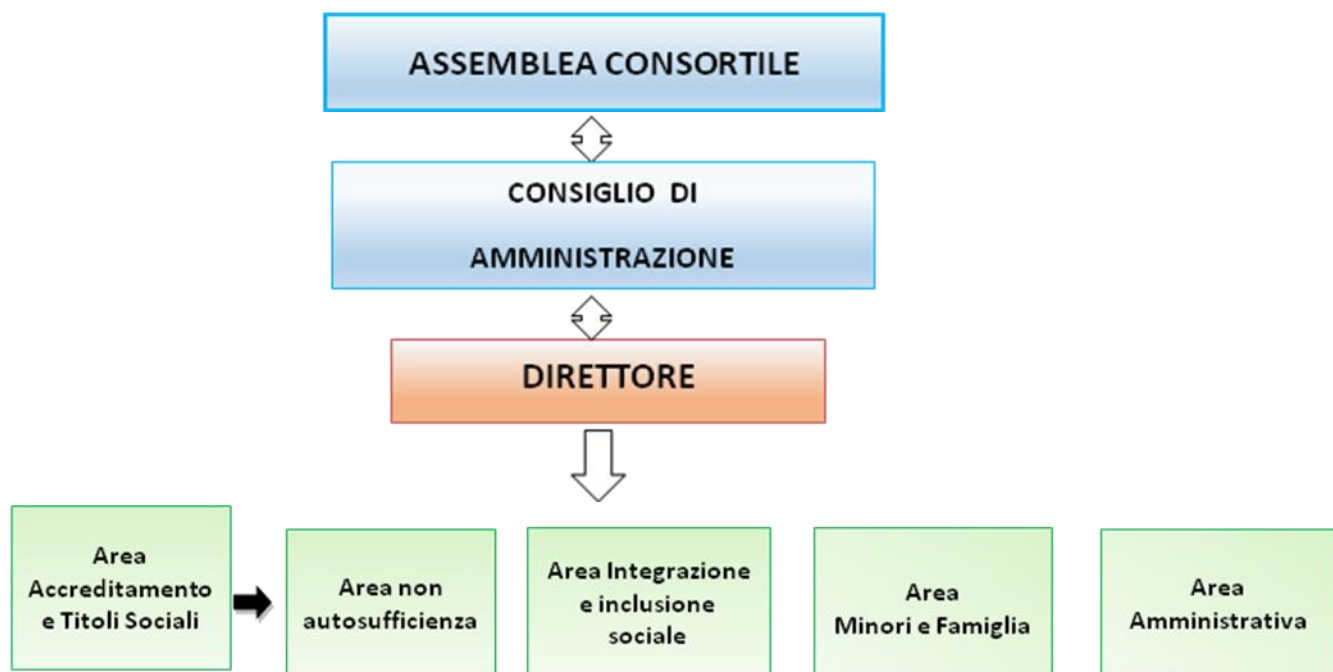 ASSEMBLEA CONSORTILE
CONSIGLIO DI
AMMINISTRAZIONE
DIRETTORE
Area
Accreditamento
e Titoli Sociali
Area non
autosufficienza
Area Integrazione
e inclusione
sociale
Area
Minori e Famiglia
Area
Amministrativa